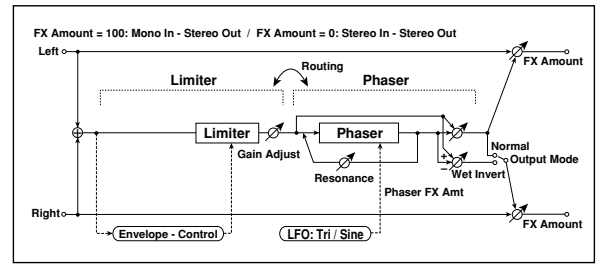 FX Amount = 100: Mono In - Stereo Out / FX Amount = 0: Stereo In - Stereo Out
Left
FX Amount
Routing
Limiter
Phaser
Limiter
Phaser
Gain Adjust
Normal
Output Mode
+
−
Wet Invert
Resonance
Phaser FX Amt
Right
FX Amount
Envelope - Control
LFO: Tri / Sine